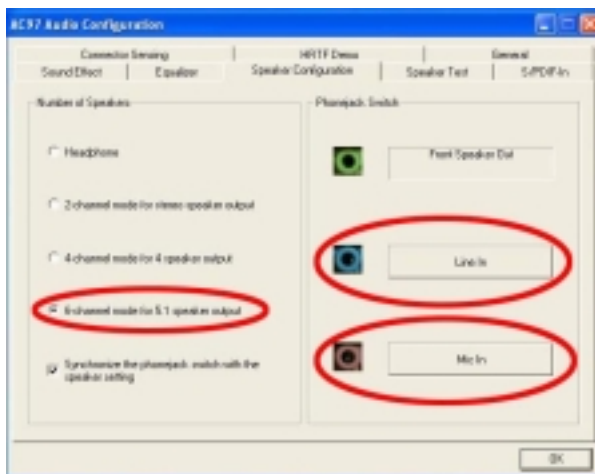 AC97 Audio Configuration
Connector Sensing
HRTF Demo
General
Sound Effect
Equalizer
Speaker Configuration
Speaker Test
S/PDIF-In
Number of Speakers
Headphone
2-channel mode for stereo speaker output
4-channel mode for 4 speaker output
6-channel mode for 5.1 speaker output
Synchronize the phonejack switch with the
speaker setting
Phonejack Switch
Front Speaker Out
Line In
Mic In
OK